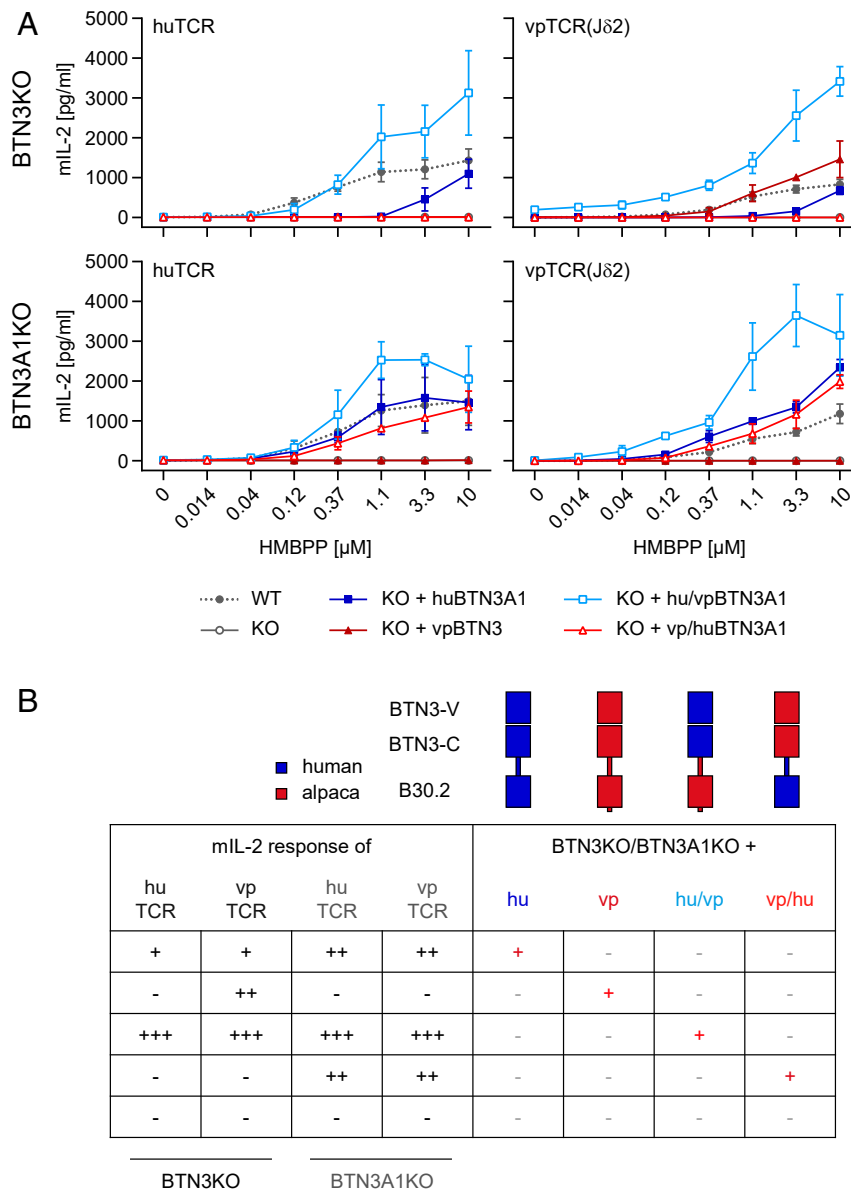 A
huTCR
vpTCR(Jδ2)
BTN3KO
mIL-2 [pg/ml]
5000
4000
3000
2000
1000
0
huTCR
vpTCR(Jδ2)
BTN3A1KO
mIL-2 [pg/ml]
5000
4000
3000
2000
1000
0
0 0.014 0.04 0.12 0.37 1.1 3.3 10
0 0.014 0.04 0.12 0.37 1.1 3.3 10
HMBPP [µM]
HMBPP [µM]
WT KO + huBTN3A1 KO + hu/vpBTN3A1
KO KO + vpBTN3 KO + vp/huBTN3A1
B
BTN3-V
BTN3-C
human
alpaca
B30.2
mIL-2 response of BTN3KO/BTN3A1KO +
hu vp hu vp
TCR TCR TCR TCR
hu vp hu/vp vp/hu
+ + ++ ++ + - - -
- ++ - - - + - -
+++ +++ +++ +++ - - + -
- - ++ ++ - - - +
- - - - - - - -
BTN3KO BTN3A1KO